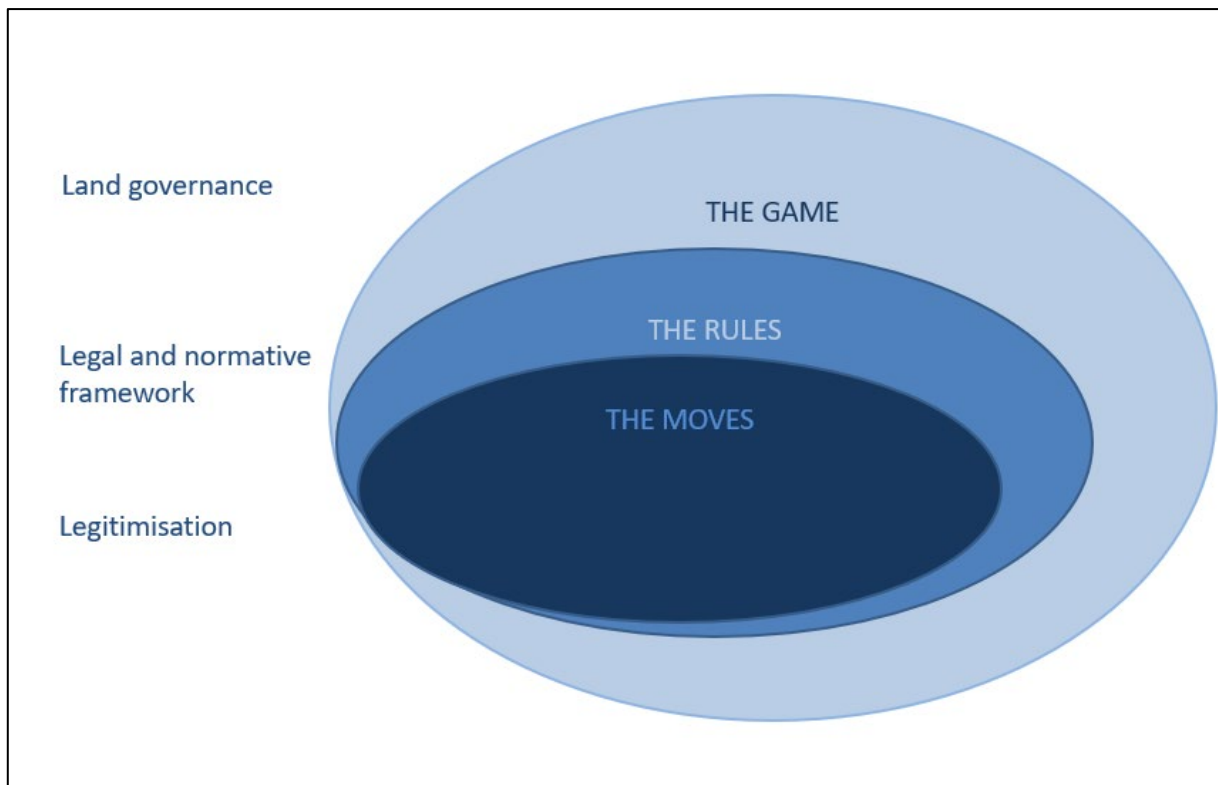 Land governance
THE GAME
THE RULES
Legal and normative
framework
THE MOVES
Legitimisation